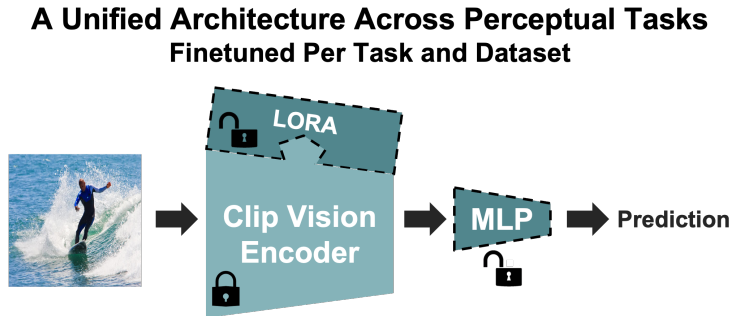 A Unified Architecture Across Perceptual Tasks
Finetuned Per Task and Dataset
LORA
Clip Vision
Encoder
MLP
Prediction